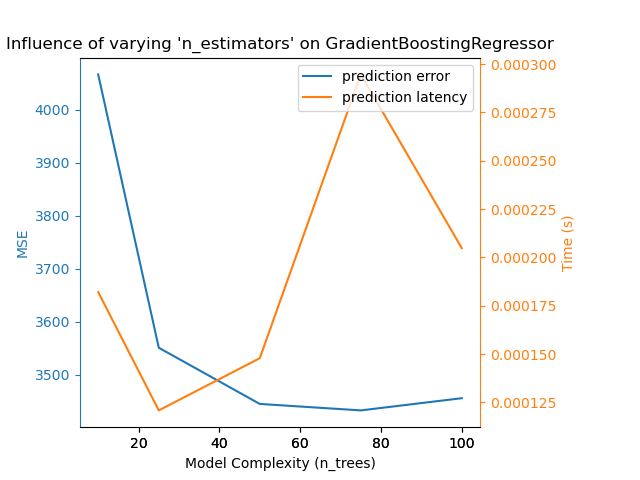 Influence of varying 'n_estimators' on GradientBoostingRegressor
prediction error
prediction latency
4000
3900
3800
3700
3600
3500
MSE
0.000300
0.000275
0.000250
0.000225
0.000200
0.000175
0.000150
0.000125
Time (s)
20 40 60 80 100
Model Complexity (n_trees)